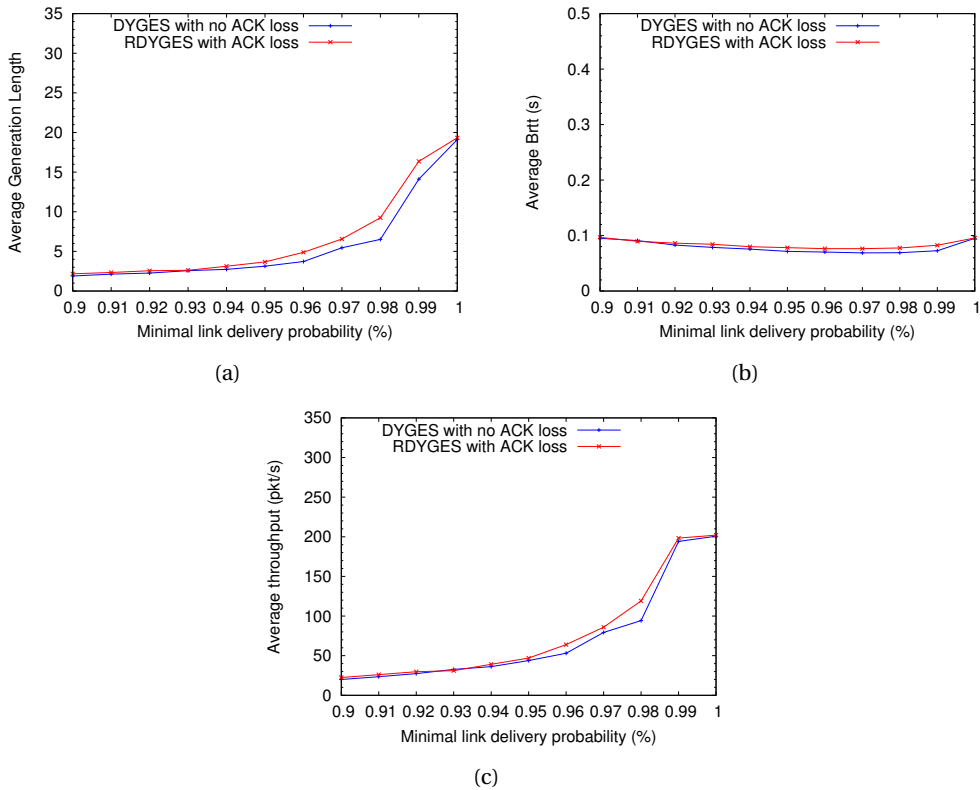 DYGES with no ACK loss
RDYGES with ACK loss
35
30
25
20
15
10
5
0
Average Generation Length
0.9 0.91 0.92 0.93 0.94 0.95 0.96 0.97 0.98 0.99 1
Minimal link delivery probability (%)
(a)
DYGES with no ACK loss
RDYGES with ACK loss
0.5
0.4
0.3
0.2
0.1
0
Average Brtt (s)
0.9 0.91 0.92 0.93 0.94 0.95 0.96 0.97 0.98 0.99 1
Minimal link delivery probability (%)
(b)
DYGES with no ACK loss
RDYGES with ACK loss
350
300
250
200
150
100
50
0
Average throughput (pkt/s)
0.9 0.91 0.92 0.93 0.94 0.95 0.96 0.97 0.98 0.99 1
Minimal link delivery probability (%)
(c)